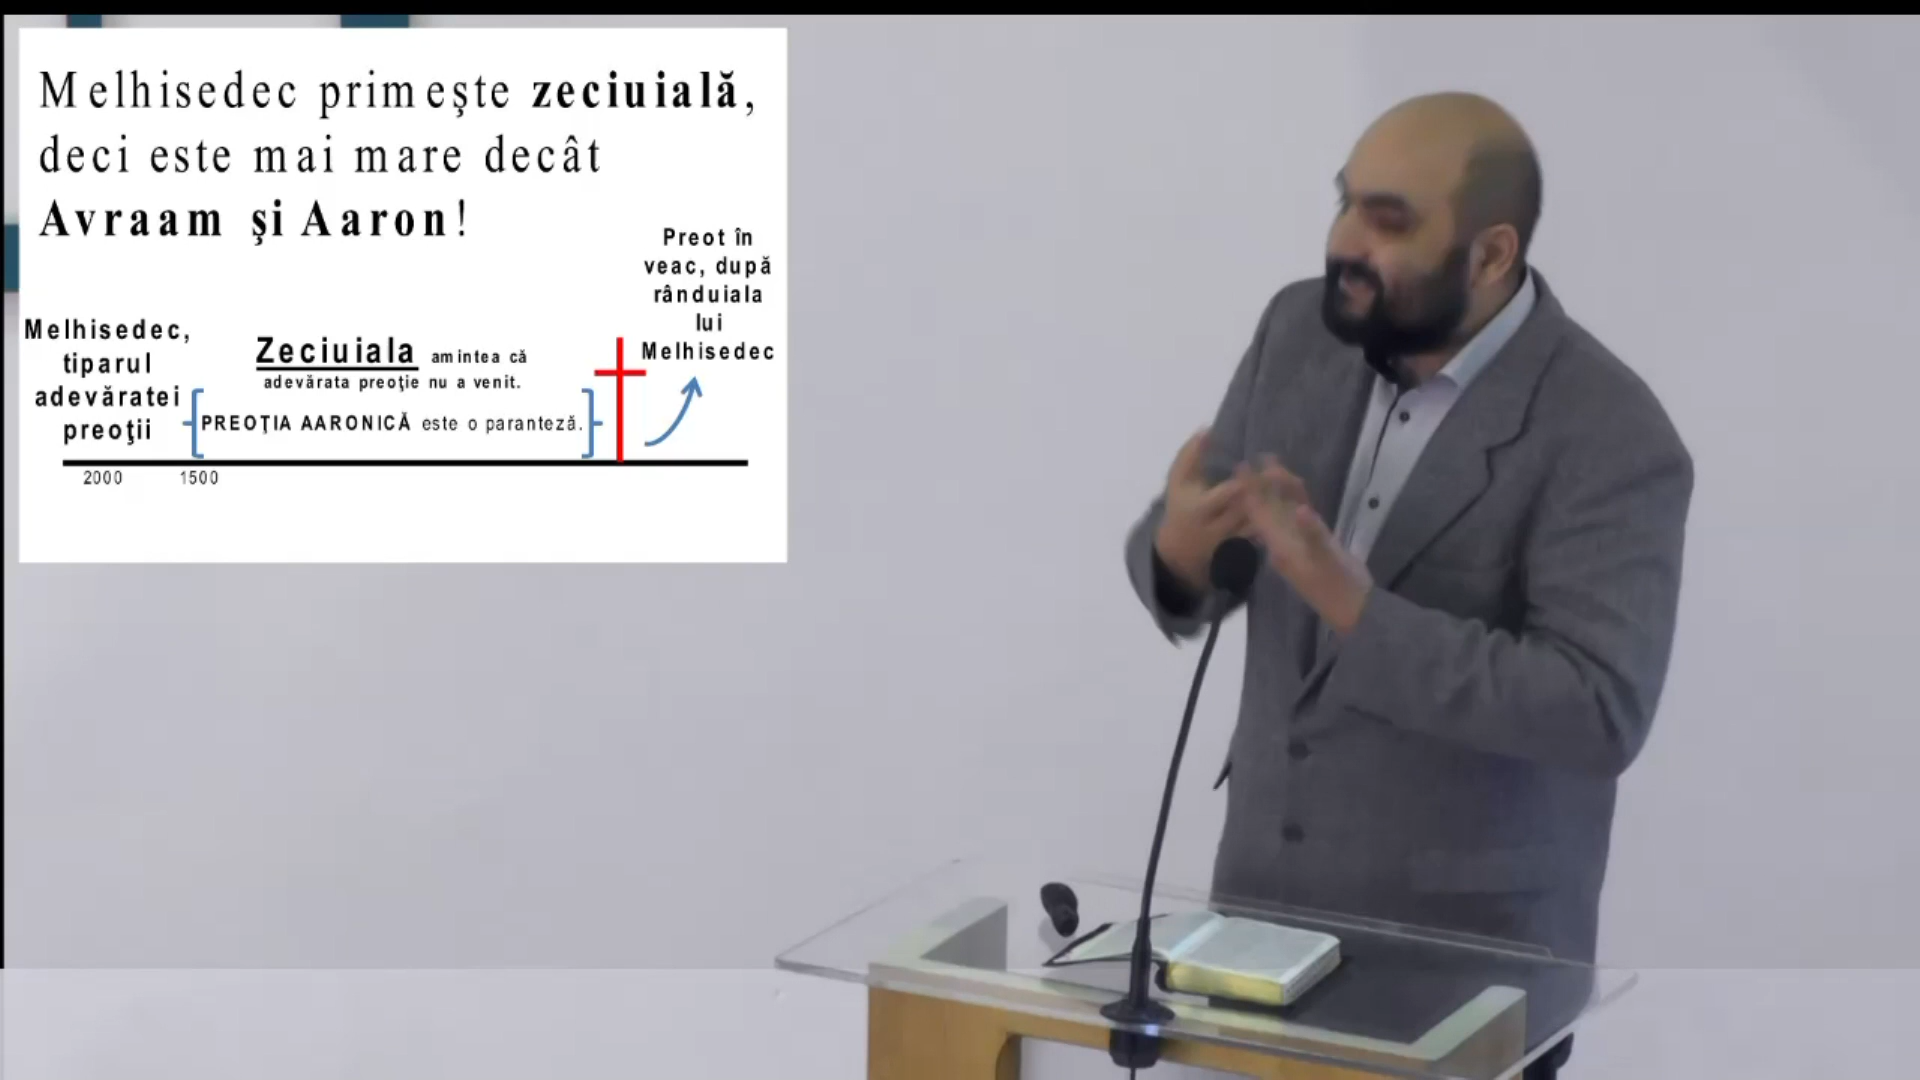 Melhisedec primeşte zeciuială,
deci este mai mare decât
Avraam şi Aaron!
Preot în
veac, după
rânduiala
lui
Melhisedec
Melhisedec,
tiparul
adevăratei
preoţii
Zeciuiala amintea că
adevărata preoţie nu a venit.
PREOŢIA AARONICĂ este o paranteză.
2000 1500